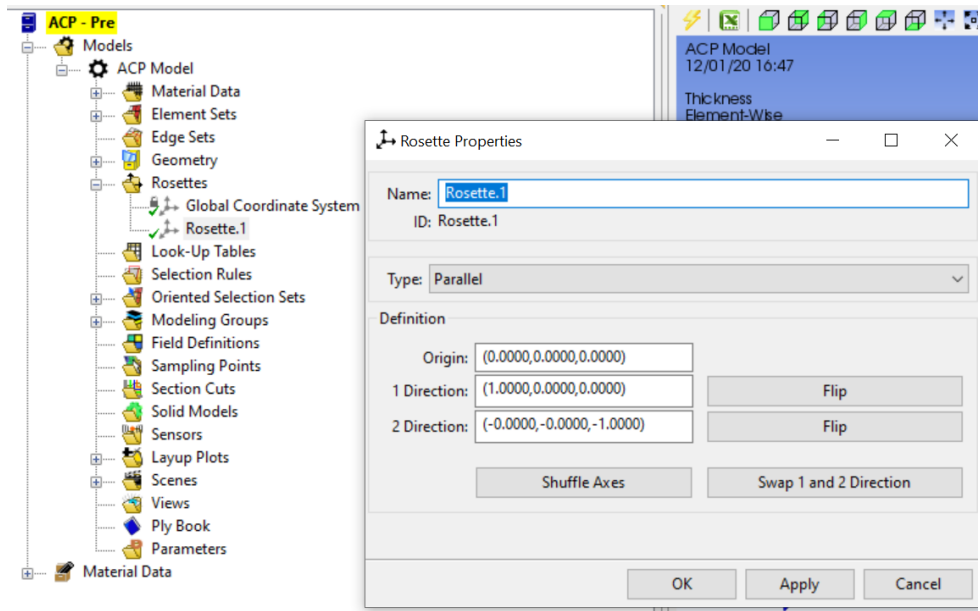 ACP - Pre
Models
ACP Model
Material Data
Element Sets
Edge Sets
Geometry
Rosettes
Global Coordinate System
Rosette.1
Look-Up Tables
Selection Rules
Oriented Selection Sets
Modeling Groups
Field Definitions
Sampling Points
Section Cuts
Solid Models
Sensors
Layup Plots
Scenes
Views
Ply Book
Parameters
Material Data
ACP Model
12/01/20 16:47
Thickness
Element-Wise
Rosette Properties
Name: Rosette.1
ID: Rosette.1
Type: Parallel
Definition
Origin: (0.0000,0.0000,0.0000)
1 Direction: (1.0000,0.0000,0.0000) Flip
2 Direction: (-0.0000,-0.0000,-1.0000) Flip
Shuffle Axes Swap 1 and 2 Direction
OK Apply Cancel